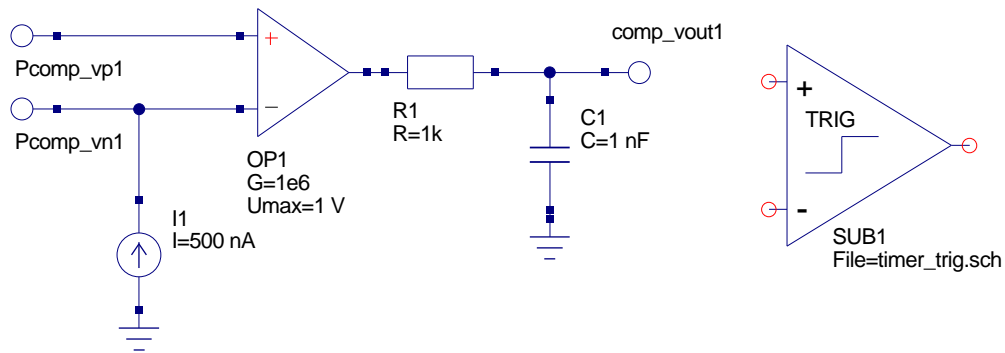 Pcomp_vp1
Pcomp_vn1
+
−
OP1
G=1e6
Umax=1 V
I1
I=500 nA
R1
R=1k
C1
C=1 nF
comp_vout1
+
TRIG
-
SUB1
File=timer_trig.sch